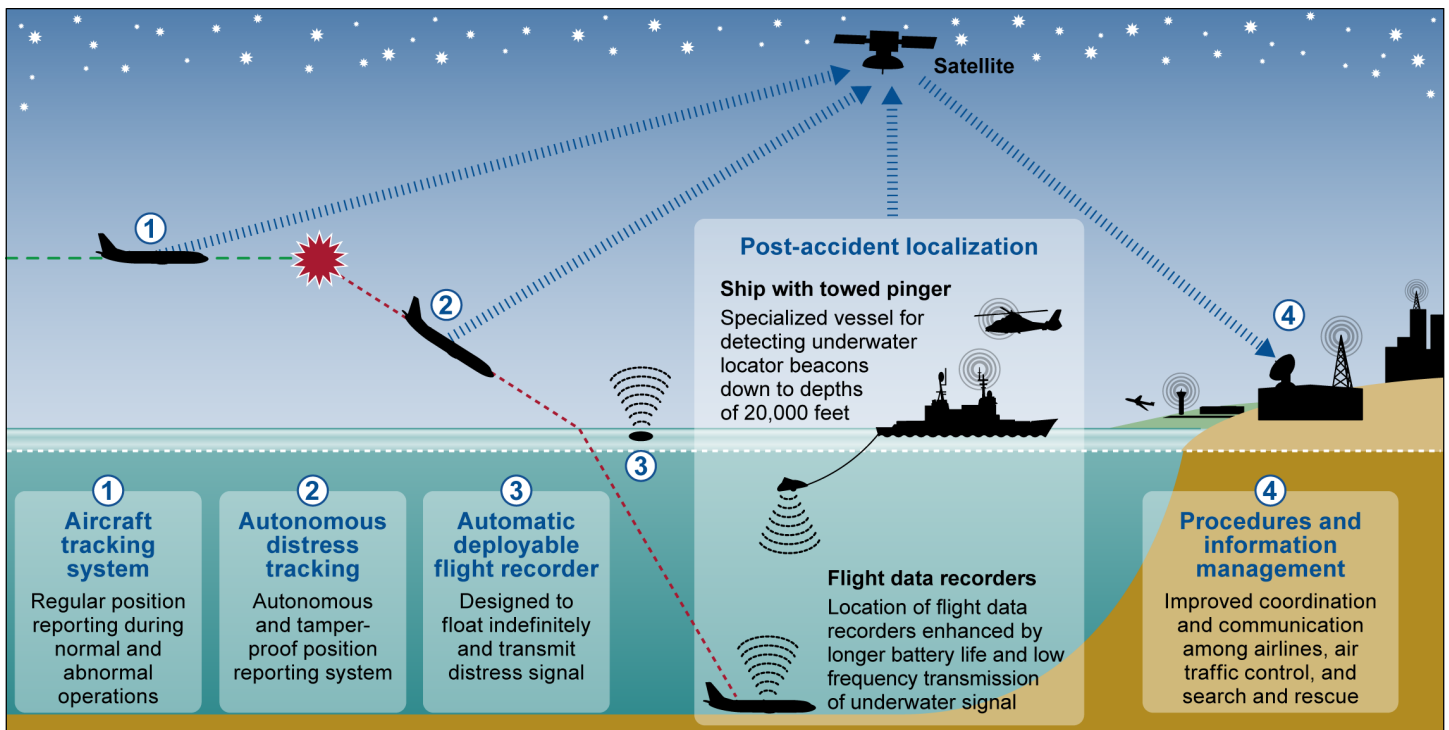 Satellite
1
2
3
4
Post-accident localization
Ship with towed pinger
Specialized vessel for
detecting underwater
locator beacons
down to depths
of 20,000 feet
Flight data recorders
Location of flight data
recorders enhanced by
longer battery life and low
frequency transmission
of underwater signal
1
Aircraft
tracking
system
Regular position
reporting during
normal and
abnormal
operations
2
Autonomous
distress
tracking
Autonomous
and tamper-
proof position
reporting system
3
Automatic
deployable
flight recorder
Designed to
float indefinitely
and transmit
distress signal
4
Procedures and
information
management
Improved coordination
and communication
among airlines, air
traffic control, and
search and rescue